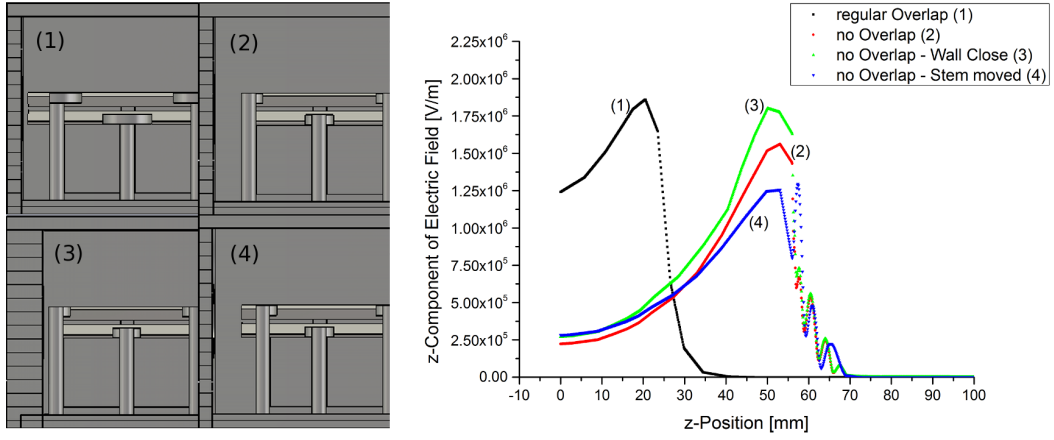 (1)
(2)
(3)
(4)
regular Overlap (1)
no Overlap (2)
no Overlap - Wall Close (3)
no Overlap - Stem moved (4)
z-Component of Electric Field [V/m]
2.25x10⁶
2.00x10⁶
1.75x10⁶
1.50x10⁶
1.25x10⁶
1.00x10⁶
7.50x10⁵
5.00x10⁵
2.50x10⁵
0.00
(1)
(3)
(2)
(4)
-10 0 10 20 30 40 50 60 70 80 90 100
z-Position [mm]